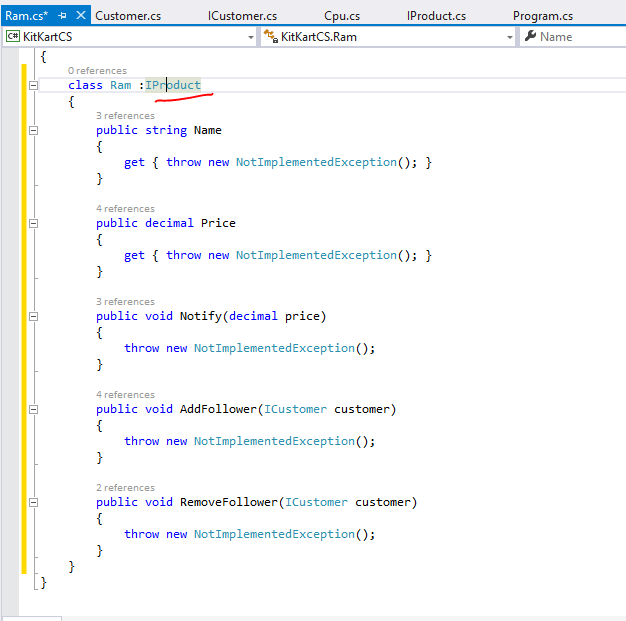 Ram.cs* Customer.cs ICustomer.cs Cpu.cs IProduct.cs Program.cs
C# KitKartCS KitKartCS.Ram Name
{
0 references
class Ram :IProduct
{
3 references
public string Name
{
get { throw new NotImplementedException(); }
}
4 references
public decimal Price
{
get { throw new NotImplementedException(); }
}
3 references
public void Notify(decimal price)
{
throw new NotImplementedException();
}
4 references
public void AddFollower(ICustomer customer)
{
throw new NotImplementedException();
}
2 references
public void RemoveFollower(ICustomer customer)
{
throw new NotImplementedException();
}
}
}